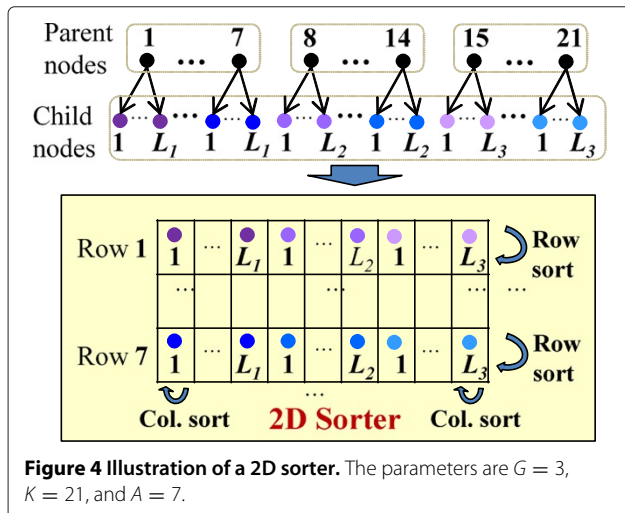 Parent nodes
1 ... 7 8 ... 14 15 ... 21
Child nodes
... ... ... ... ... ... ... ... ...
1 L₁ 1 L₁ 1 L₂ 1 L₂ 1 L₃ 1 L₃
Row 1
1 ... L₁ 1 ... L₂ 1 ... L₃
Row sort
... ... ... ...
Row 7
1 ... L₁ 1 ... L₂ 1 ... L₃
Row sort
...
Col. sort 2D Sorter Col. sort
Figure 4 Illustration of a 2D sorter. The parameters are G = 3,
K = 21, and A = 7.